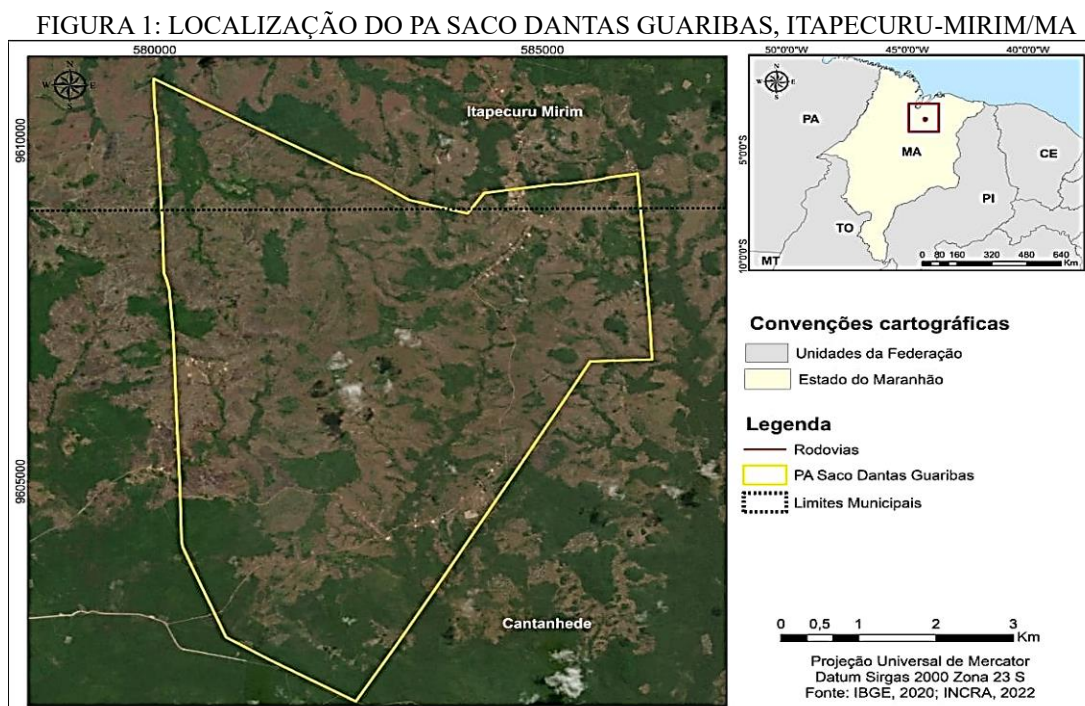 FIGURA 1: LOCALIZAÇÃO DO PA SACO DANTAS GUARIBAS, ITAPECURU-MIRIM/MA
580000
585000
N
W
E
S
Itapecuru Mirim
9610000
9605000
Cantanhede
50°0'0"W
45°0'0"W
40°0'0"W
N
W
E
S
PA
MA
CE
PI
TO
MT
5°0'0"S
10°0'0"S
0 80 160 320 480 640
Km
Convenções cartográficas
Unidades da Federação
Estado do Maranhão
Legenda
Rodovias
PA Saco Dantas Guaribas
Limites Municipais
0 0,5 1 2 3
Km
Projeção Universal de Mercator
Datum Sirgas 2000 Zona 23 S
Fonte: IBGE, 2020; INCRA, 2022